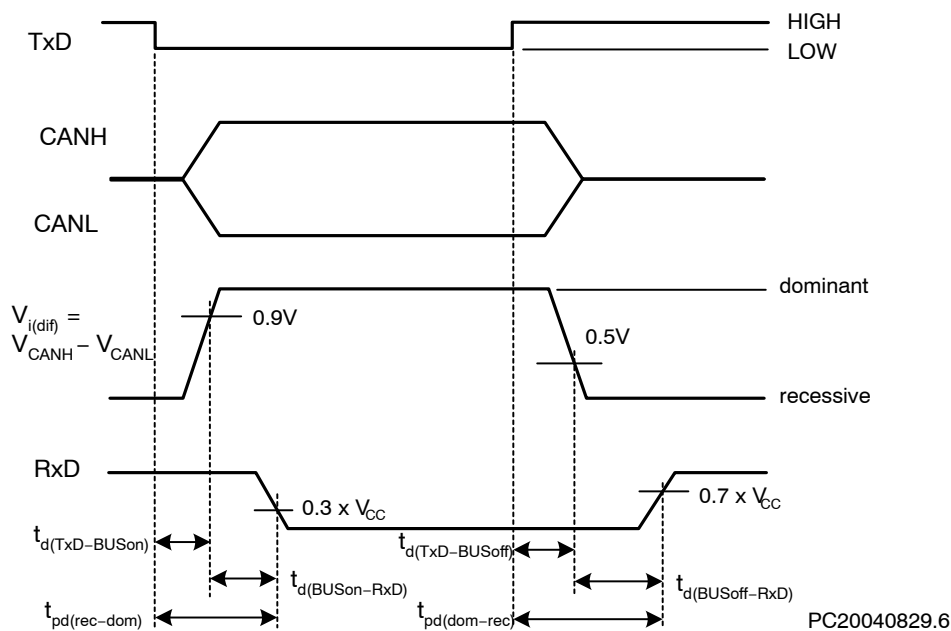 TxD
HIGH
LOW
CANH
CANL
dominant
V_i(dif) =
V_CANH − V_CANL
0.9V
0.5V
recessive
RxD
0.3 x V_CC
0.7 x V_CC
t_d(TxD−BUSon)
t_d(TxD−BUSoff)
t_d(BUSon−RxD)
t_d(BUSoff−RxD)
t_pd(rec−dom)
t_pd(dom−rec)
PC20040829.6